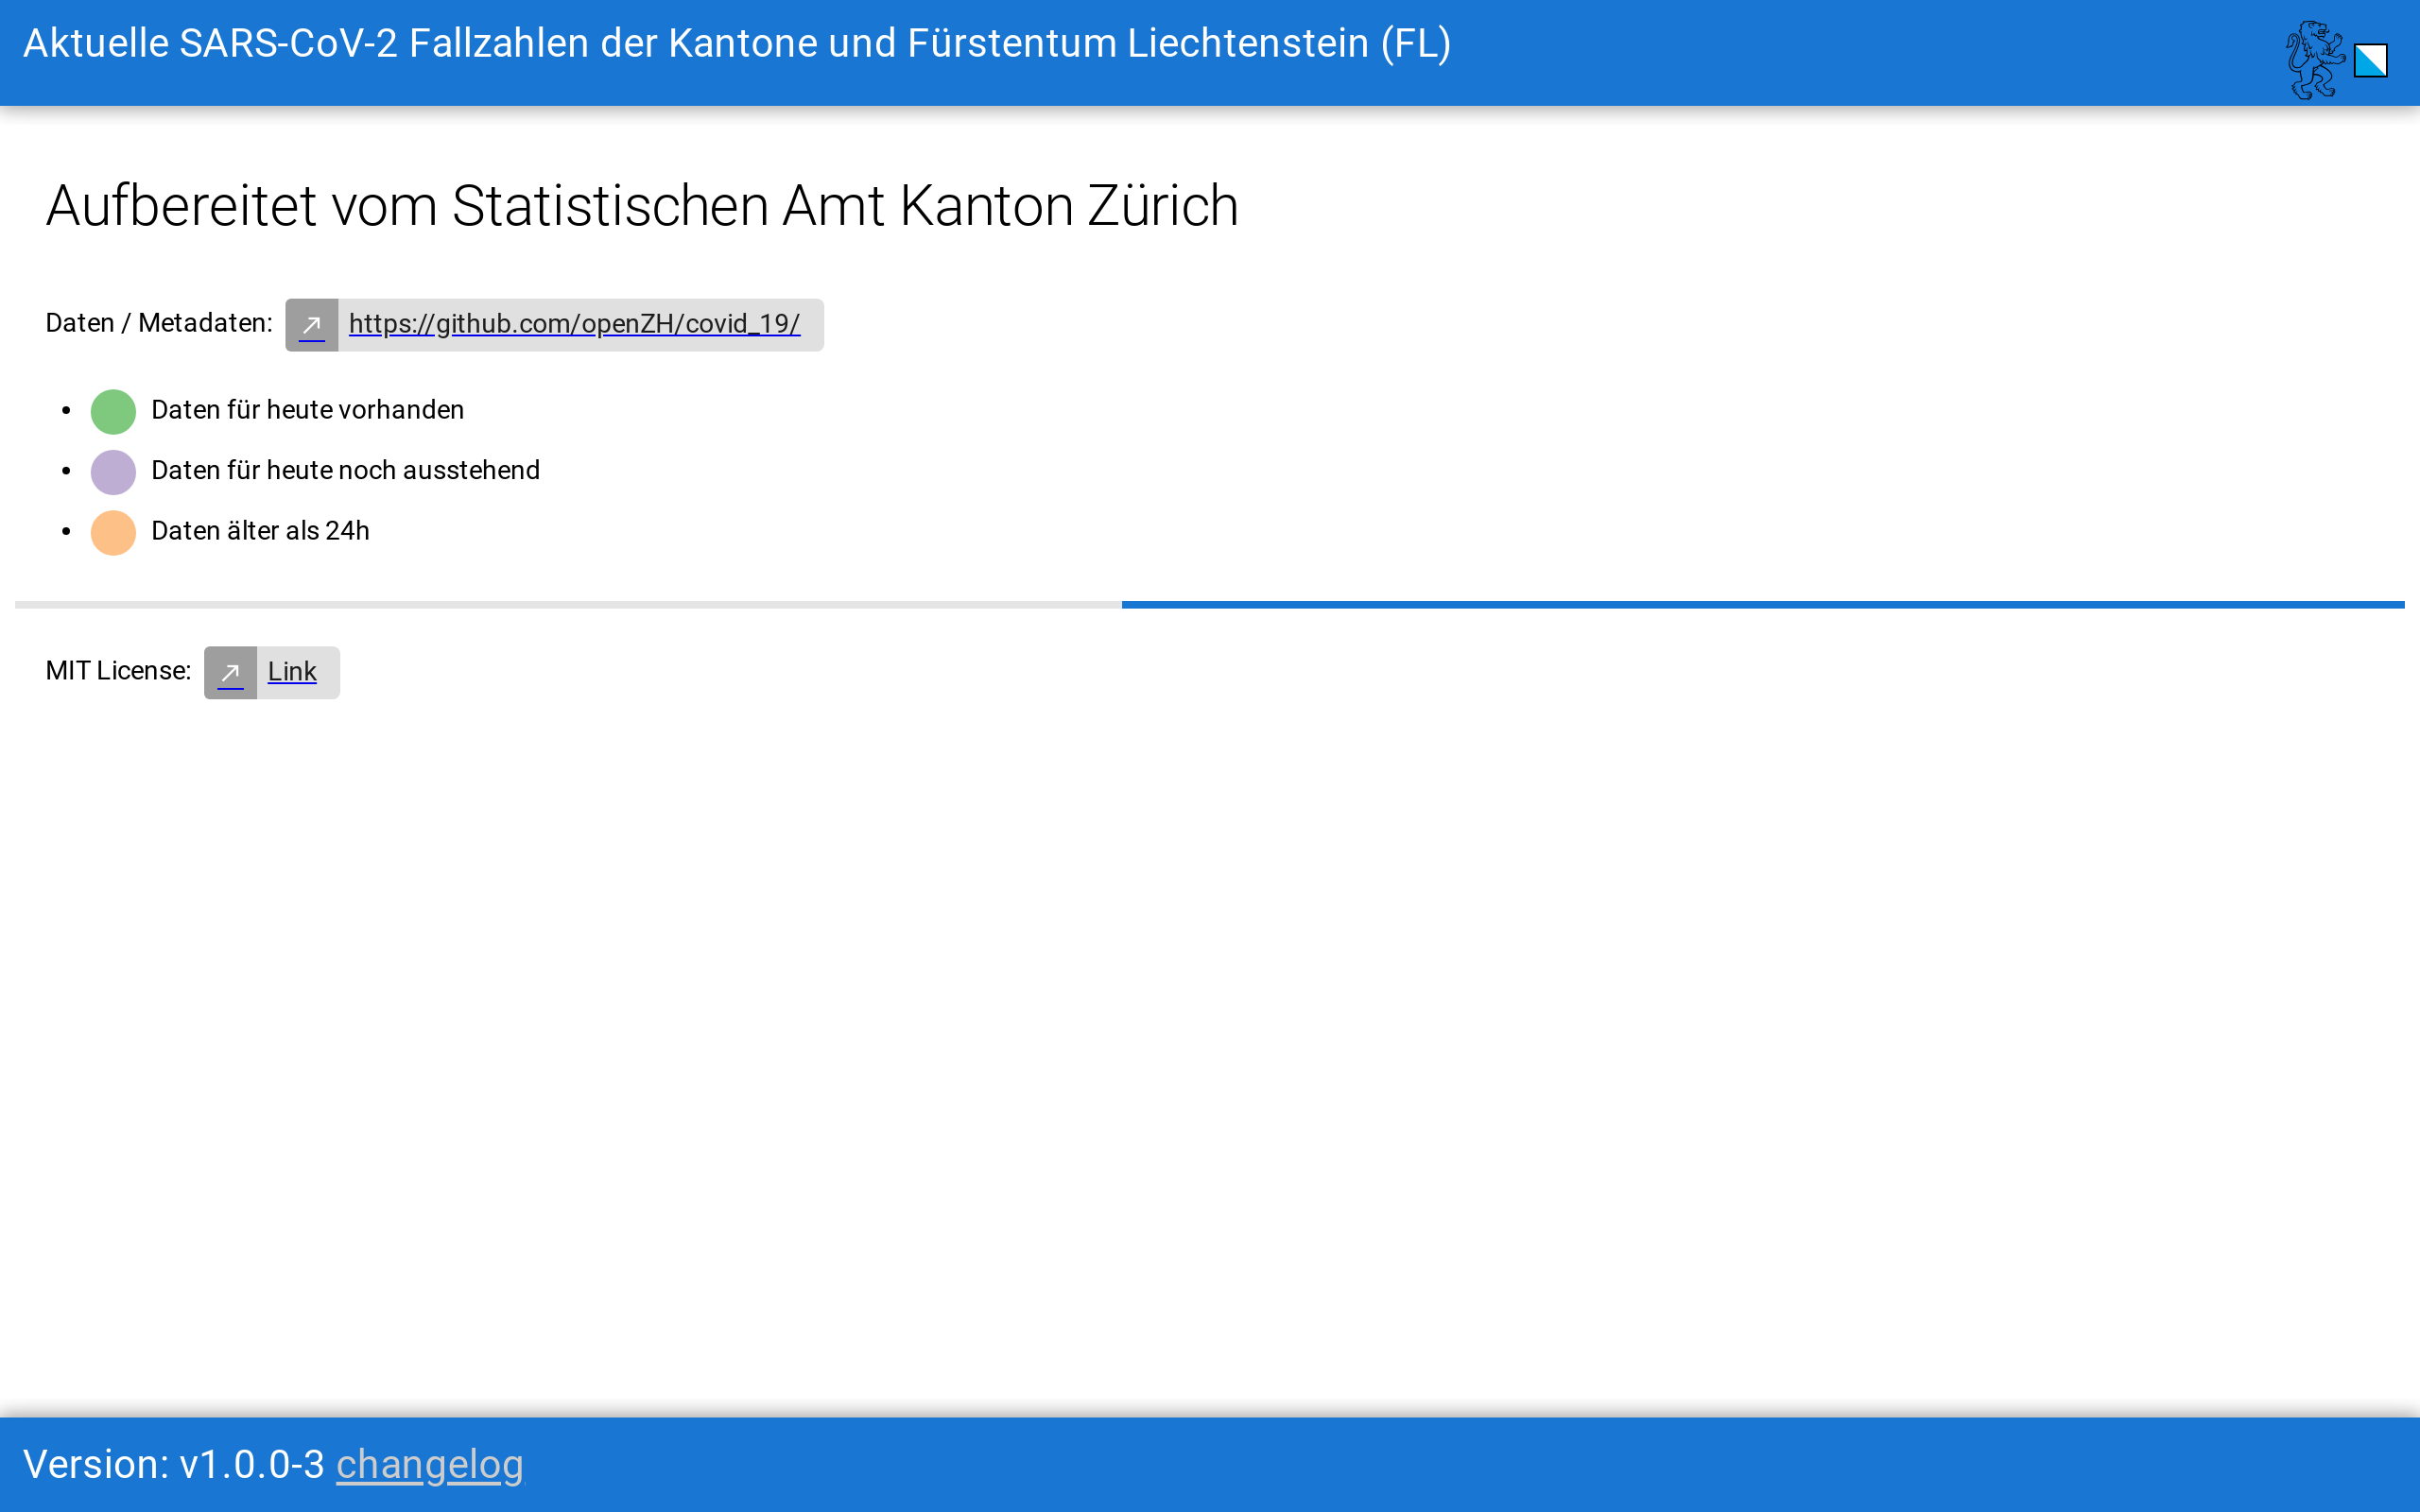 Aktuelle SARS-CoV-2 Fallzahlen der Kantone und Fürstentum Liechtenstein (FL)
Aufbereitet vom Statistischen Amt Kanton Zürich
Daten / Metadaten: https://github.com/openZH/covid_19/
Daten für heute vorhanden
Daten für heute noch ausstehend
Daten älter als 24h
MIT License: Link
Version: v1.0.0-3 changelog